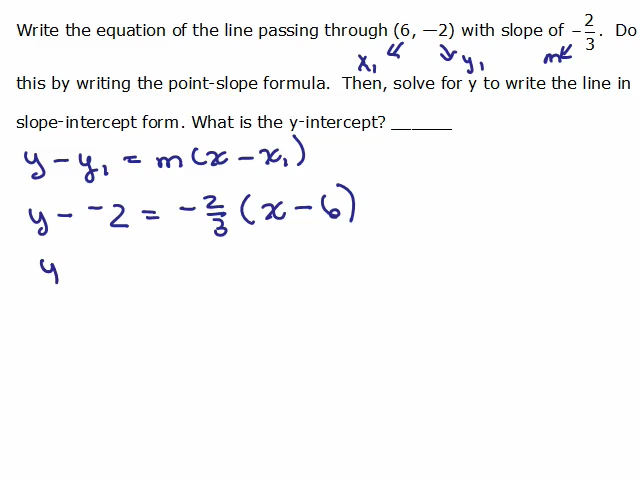 Write the equation of the line passing through (6, −2) with slope of −2/3. Do
x₁ y₁ m
this by writing the point-slope formula. Then, solve for y to write the line in
slope-intercept form. What is the y-intercept? ______
y − y₁ = m(x − x₁)
y − −2 = −2/3 (x − 6)
y